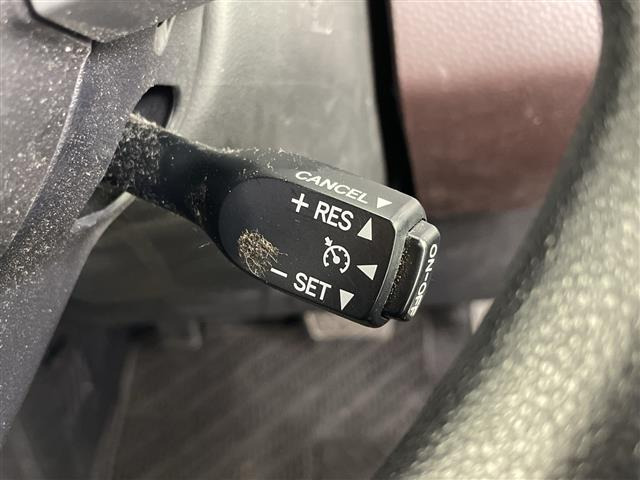 CANCEL ▼
+ RES ▲
◀
− SET ▼
ON-OFF